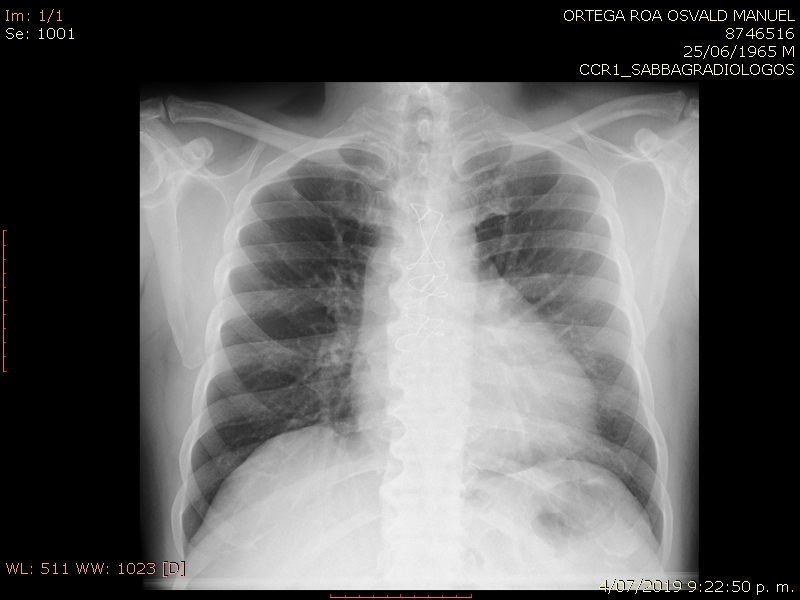 Im: 1/1
Se: 1001
ORTEGA ROA OSVALD MANUEL
8746516
25/06/1965 M
CCR1_SABBAGRADIOLOGOS
WL: 511 WW: 1023 [D]
4/07/2019 9:22:50 p. m.